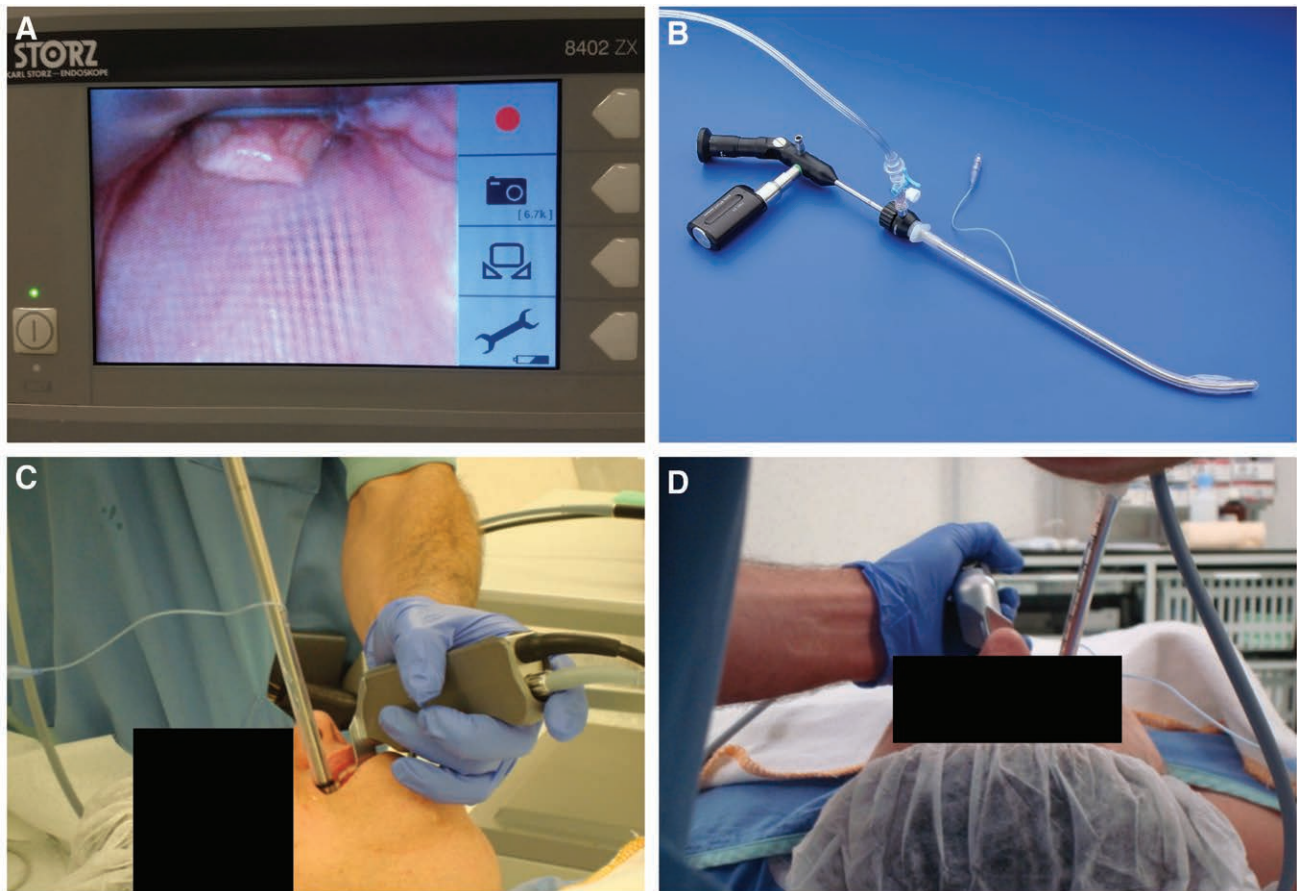 A
STORZ
KARL STORZ — ENDOSKOPE
8402 ZX
[6.7k]
B
C
D